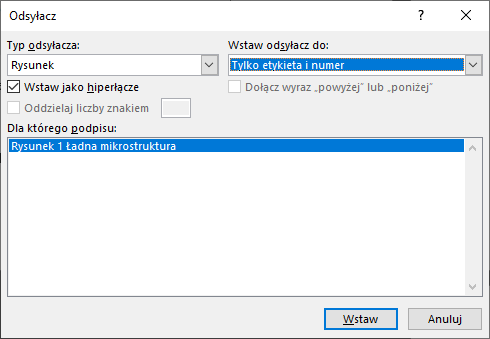 Odsyłacz ?
Typ odsyłacza: Wstaw odsyłacz do:
Rysunek Tylko etykieta i numer
Wstaw jako hiperłącze Dołącz wyraz „powyżej” lub „poniżej”
Oddzielaj liczby znakiem
Dla którego podpisu:
Rysunek 1 Ładna mikrostruktura
Wstaw Anuluj